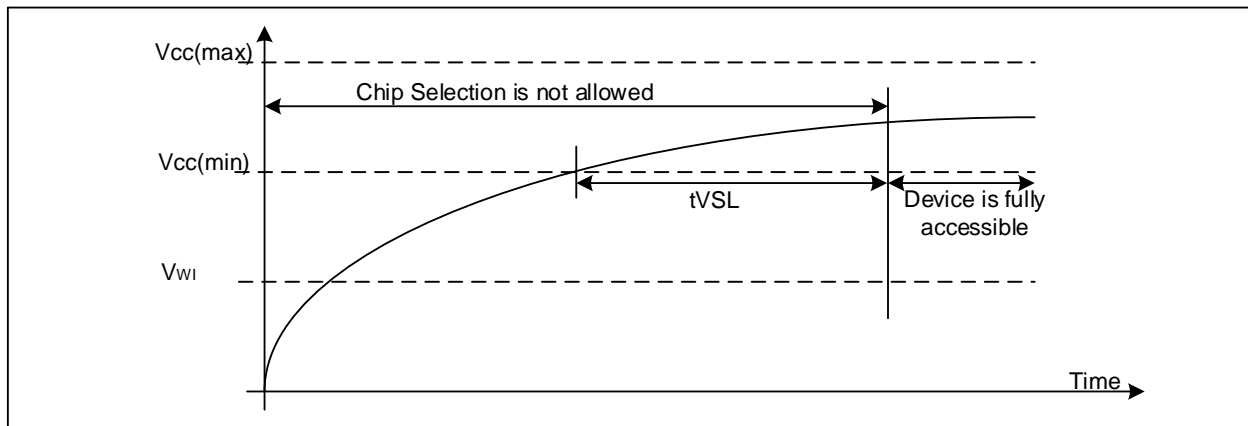 Vcc(max)
Chip Selection is not allowed
Vcc(min)
tVSL
Device is fully
accessible
VWI
Time